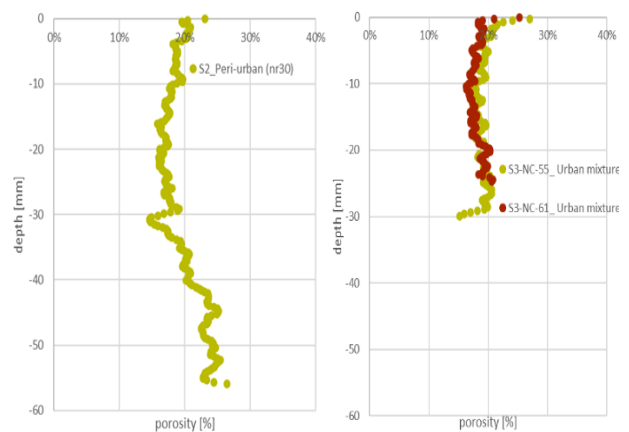 0% 10% 20% 30% 40%
0
-10
-20
-30
-40
-50
-60
depth [mm]
porosity [%]
S2_Peri-urban (nr30)
0% 10% 20% 30% 40%
0
-10
-20
-30
-40
-50
-60
depth [mm]
porosity [%]
S3-NC-55_ Urban mixture
S3-NC-61_ Urban mixture